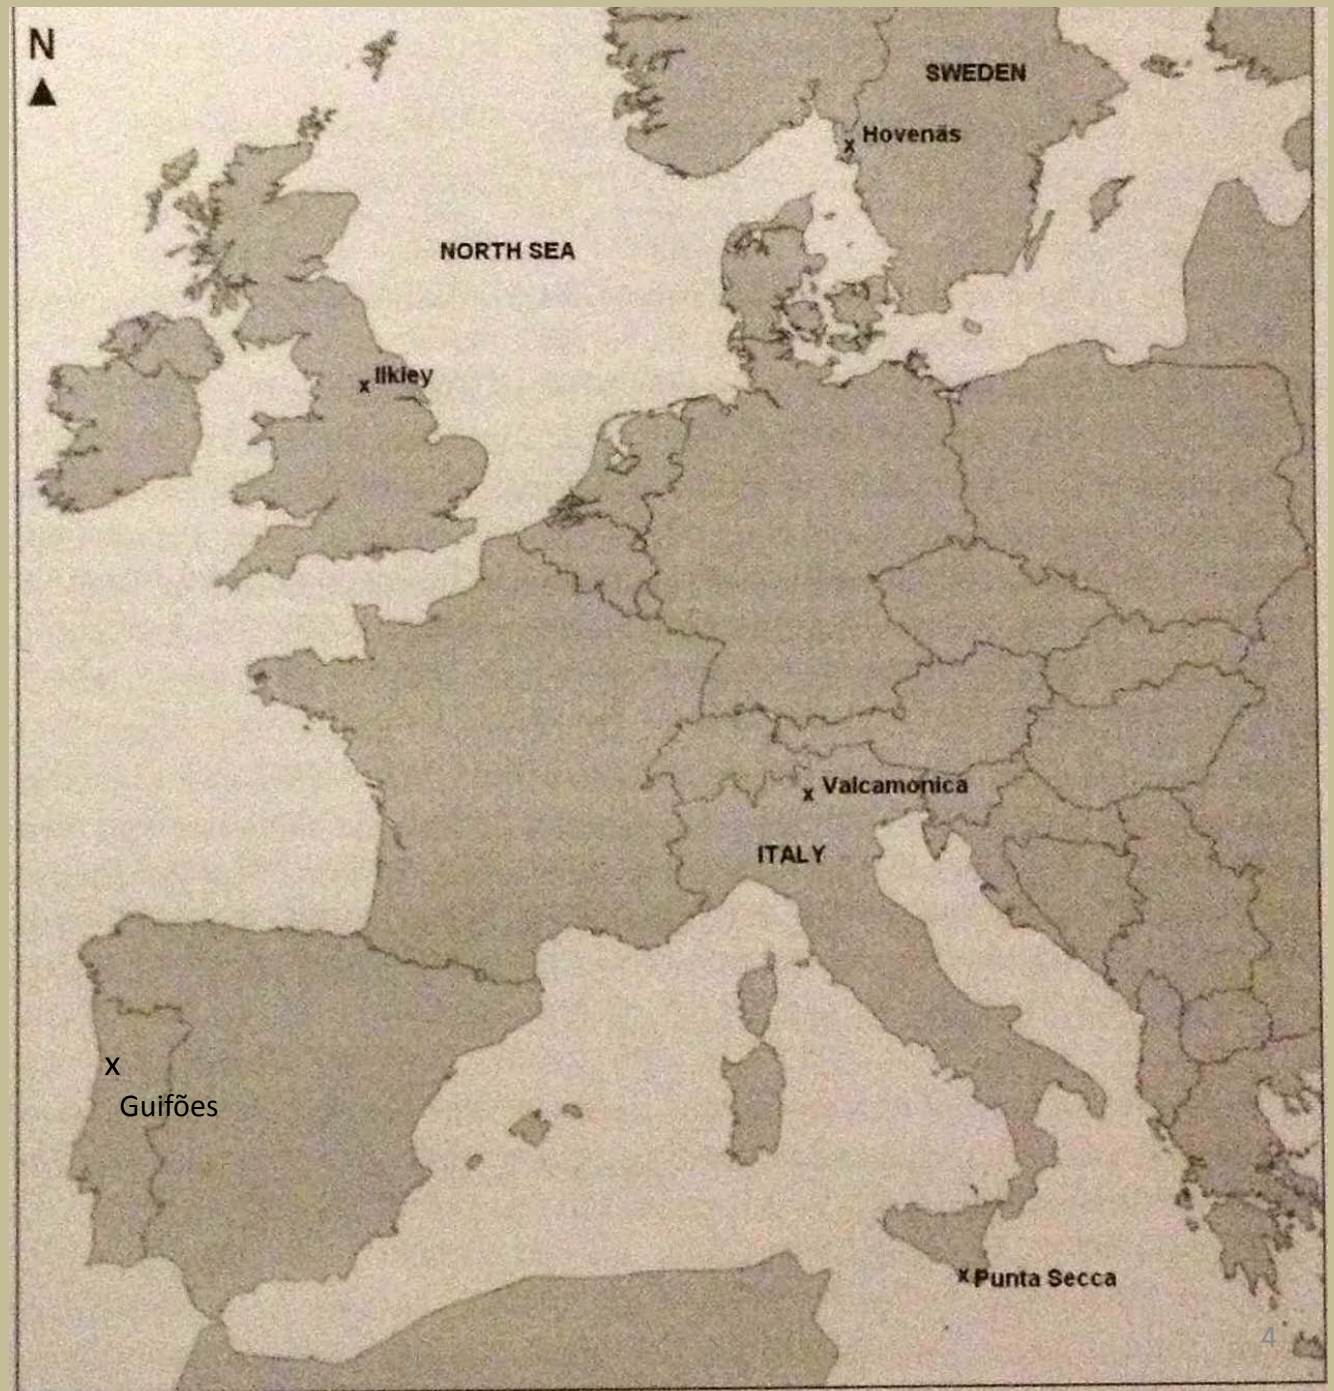 N
SWEDEN
Hovenäs
NORTH SEA
Ilkley
Valcamonica
ITALY
x
Guifões
x
x
x
x
Punta Secca
4